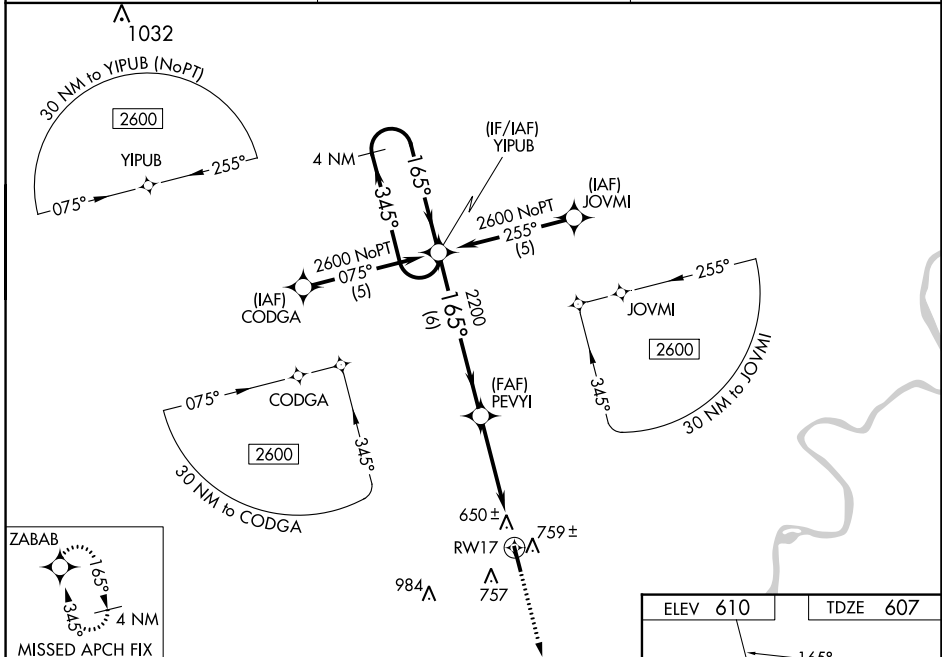 1032
30 NM to YIPUB (NoPT)
2600
YIPUB
075°
255°
4 NM
165°
345°
(IF/IAF)
YIPUB
(IAF)
JOVMI
2600 NoPT
255°
(5)
2600 NoPT
075°
(5)
(IAF)
CODGA
2200
165°
(6)
255°
JOVMI
2600
345°
30 NM to JOVMI
075°
CODGA
345°
2600
30 NM to CODGA
(FAF)
PEVYI
650 ±
RW17
759 ±
984
757
ZABAB
165°
345°
4 NM
MISSED APCH FIX
ELEV 610
TDZE 607
165°